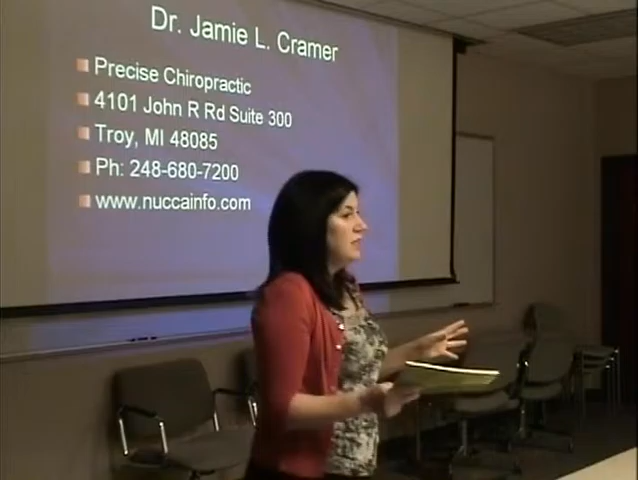 Dr. Jamie L. Cramer
Precise Chiropractic
4101 John R Rd Suite 300
Troy, MI 48085
Ph: 248-680-7200
www.nuccainfo.com